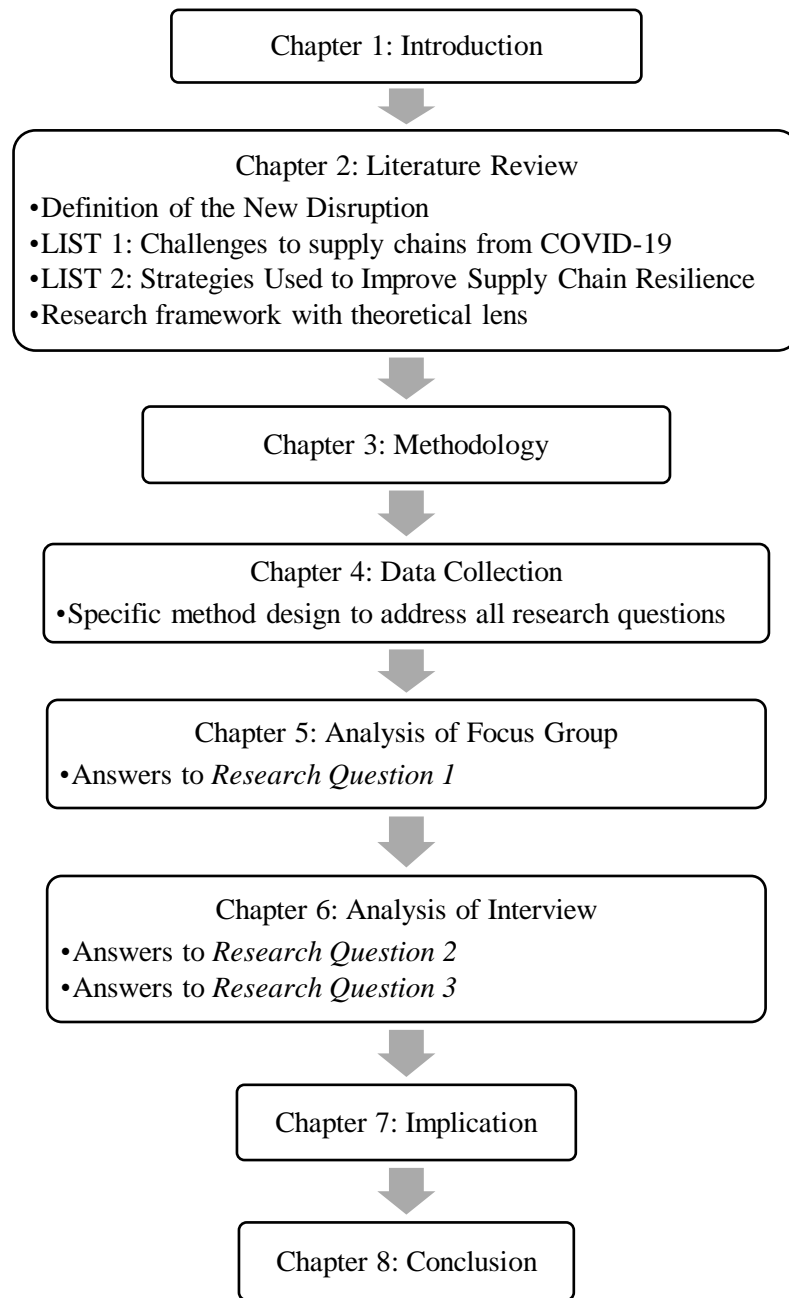 Chapter 1: Introduction
Chapter 2: Literature Review
•Definition of the New Disruption
•LIST 1: Challenges to supply chains from COVID-19
•LIST 2: Strategies Used to Improve Supply Chain Resilience
•Research framework with theoretical lens
Chapter 3: Methodology
Chapter 4: Data Collection
•Specific method design to address all research questions
Chapter 5: Analysis of Focus Group
•Answers to Research Question 1
Chapter 6: Analysis of Interview
•Answers to Research Question 2
•Answers to Research Question 3
Chapter 7: Implication
Chapter 8: Conclusion